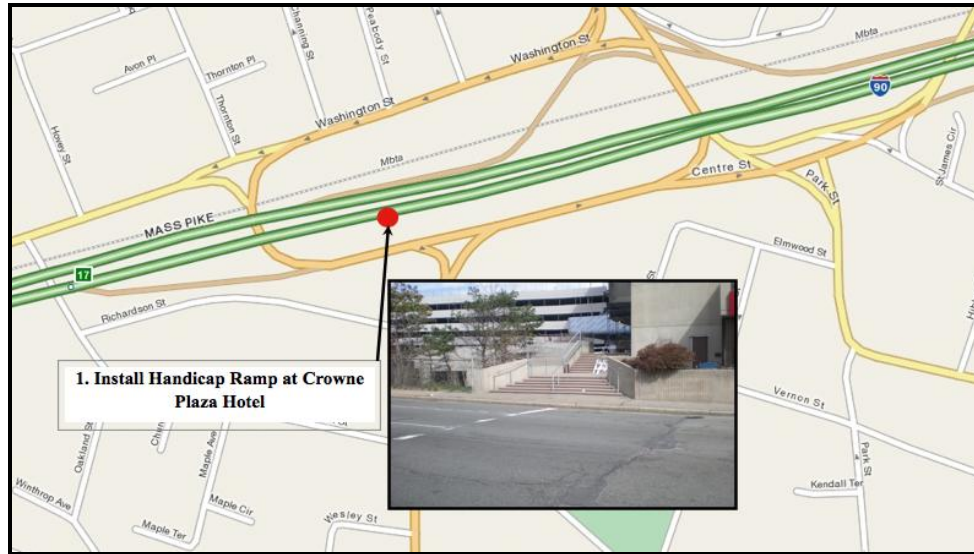 Channing St
Peabody St
Washington St
Mbta
90
Avon Pl
Thornton Pl
Thornton St
Washington St
Hovey St
Mbta
Centre St
Park St
St James Cir
MASS PIKE
Elmwood St
17
Richardson St
1. Install Handicap Ramp at Crowne
Plaza Hotel
Vernon St
Oakland St
Maple Ave
Park St
Winthrop Ave
Maple Cir
Kendall Ter
Maple Ter
Wesley St